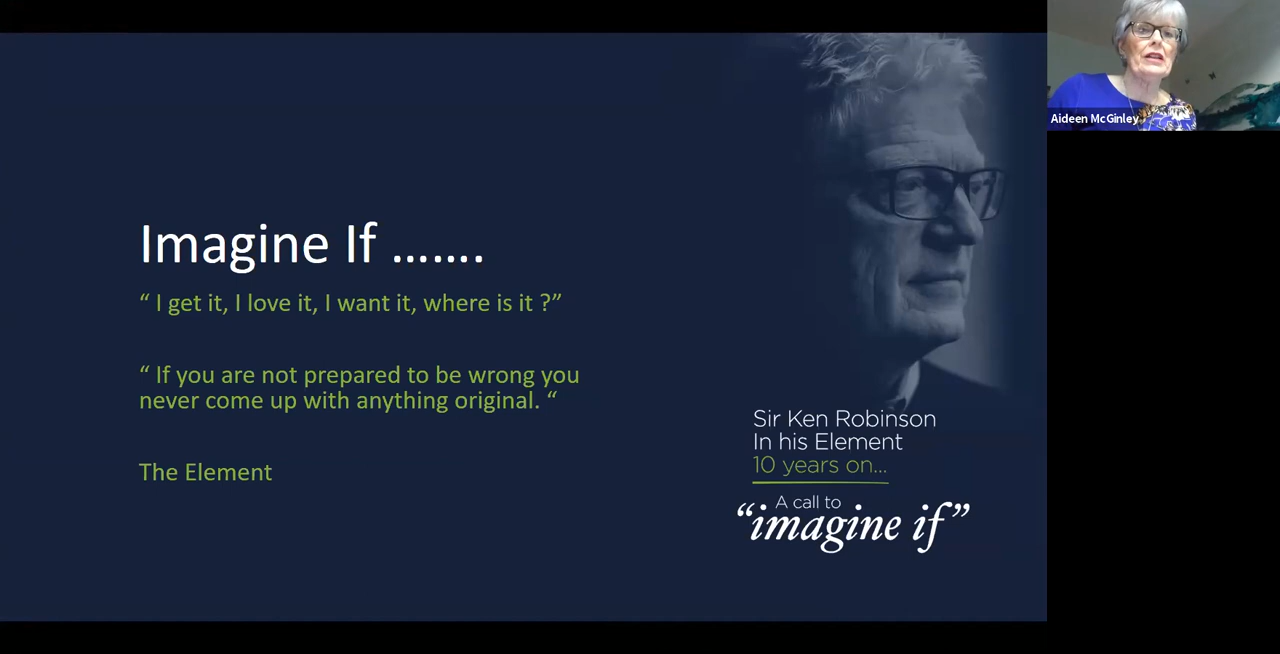 Imagine If …….
“ I get it, I love it, I want it, where is it ?”
“ If you are not prepared to be wrong you
never come up with anything original. “
The Element
Sir Ken Robinson
In his Element
10 years on...
A call to
“imagine if”
Aideen McGinley